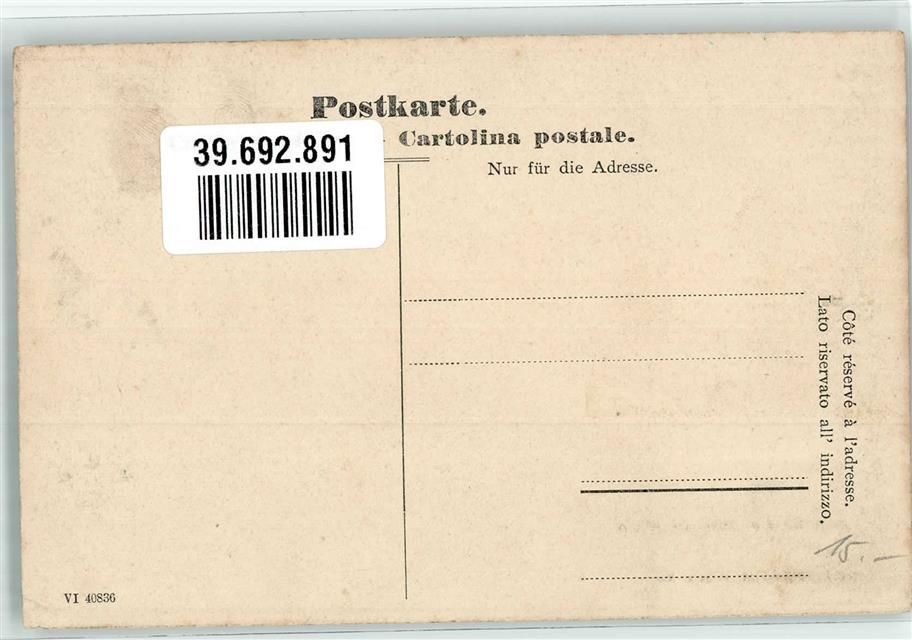 Postkarte.
- Cartolina postale.
39.692.891
Nur für die Adresse.
Côté réservé à l'adresse.
Lato riservato all' indirizzo.
15.–
VI 40836